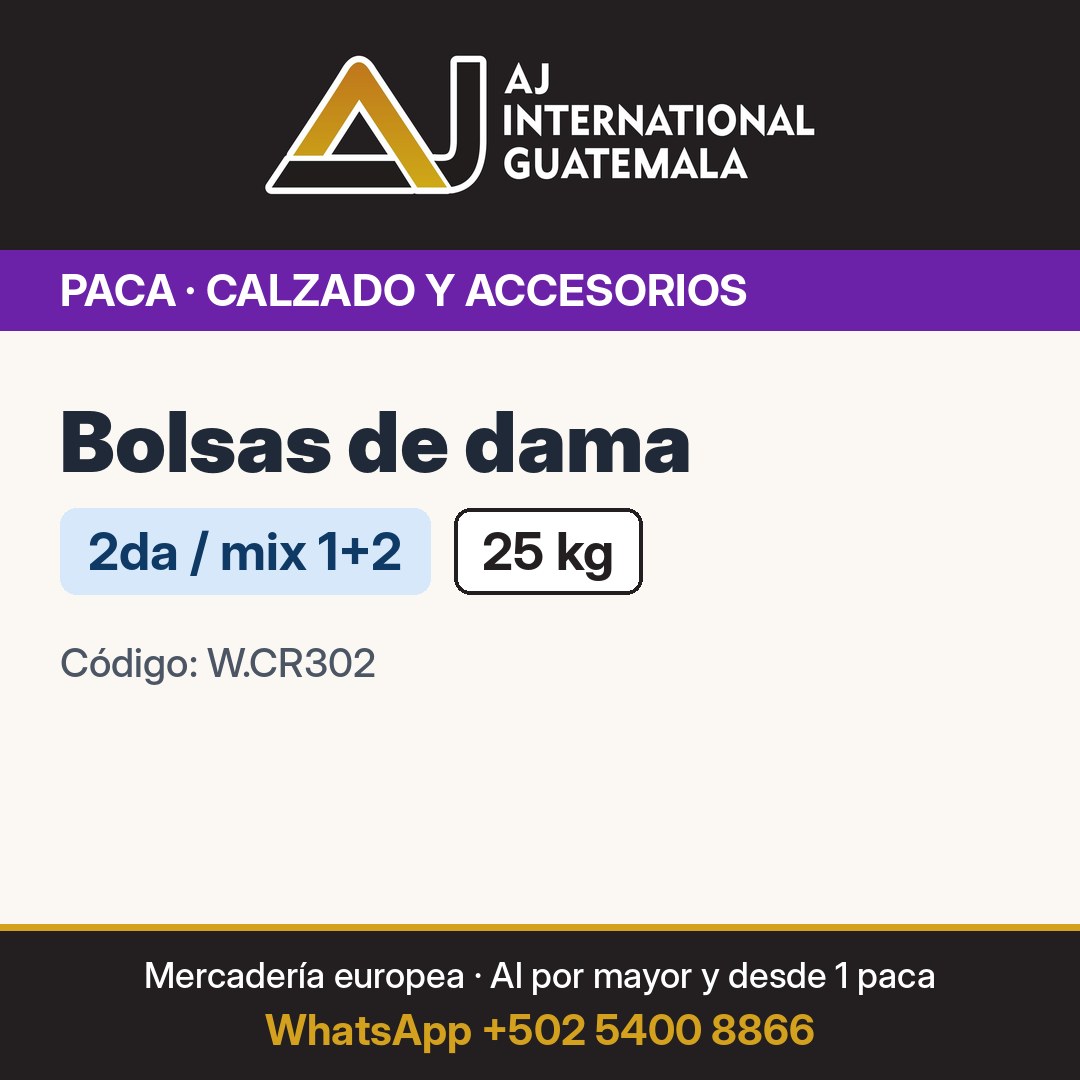 AJ
AJ
INTERNATIONAL
GUATEMALA
PACA · CALZADO Y ACCESORIOS
Bolsas de dama
2da / mix 1+2
25 kg
Código: W.CR302
Mercadería europea · Al por mayor y desde 1 paca
WhatsApp +502 5400 8866